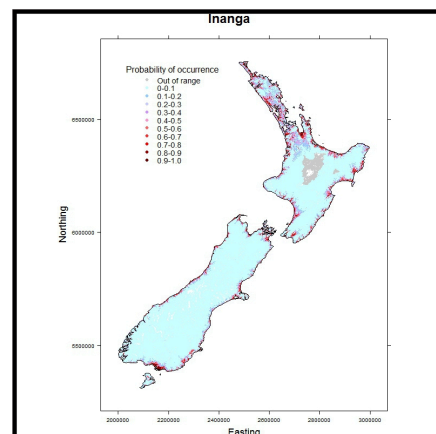 Inanga
Probability of occurrence
Out of range
0-0.1
0.1-0.2
0.2-0.3
0.3-0.4
0.4-0.5
0.5-0.6
0.6-0.7
0.7-0.8
0.8-0.9
0.9-1.0
Northing
6500000
6000000
5500000
2000000 2200000 2400000 2600000 2800000 3000000
Easting